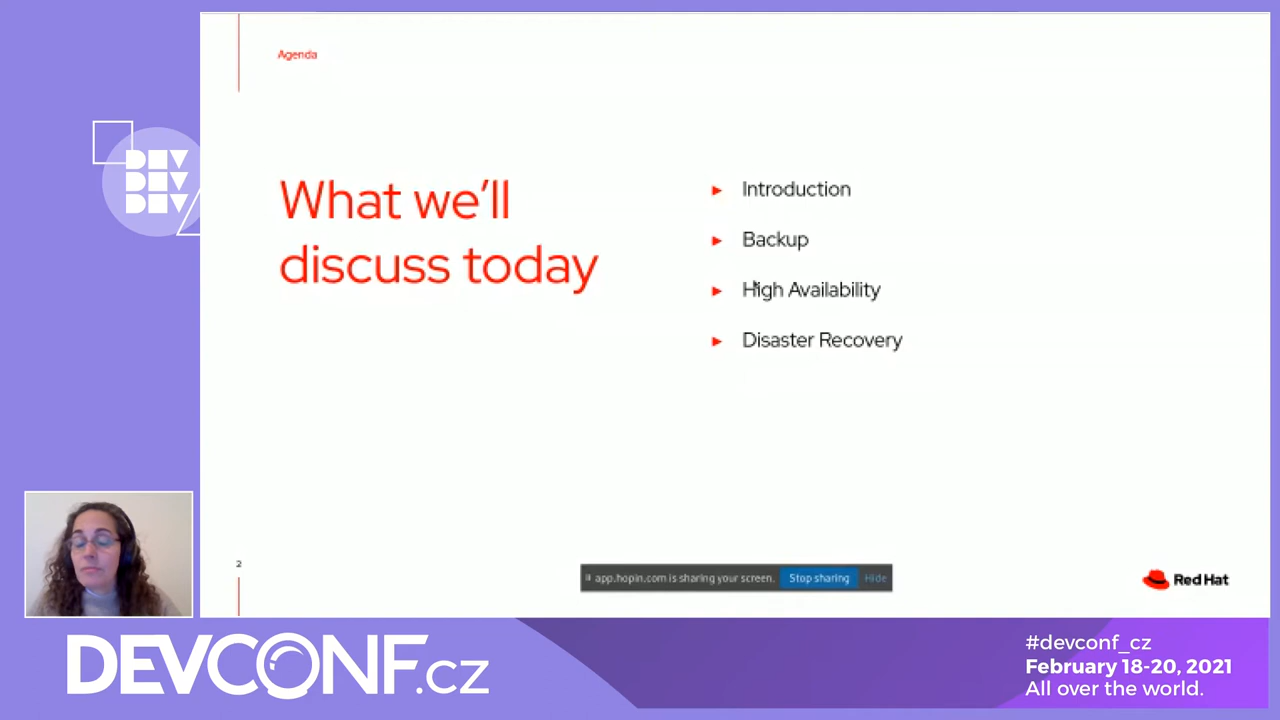 Agenda
What we'll
discuss today
► Introduction
► Backup
► High Availability
► Disaster Recovery
DEV
DEV
DEV
2
app.hopin.com is sharing your screen. Stop sharing Hide
Red Hat
DEVCONF.cz
#devconf_cz
February 18-20, 2021
All over the world.